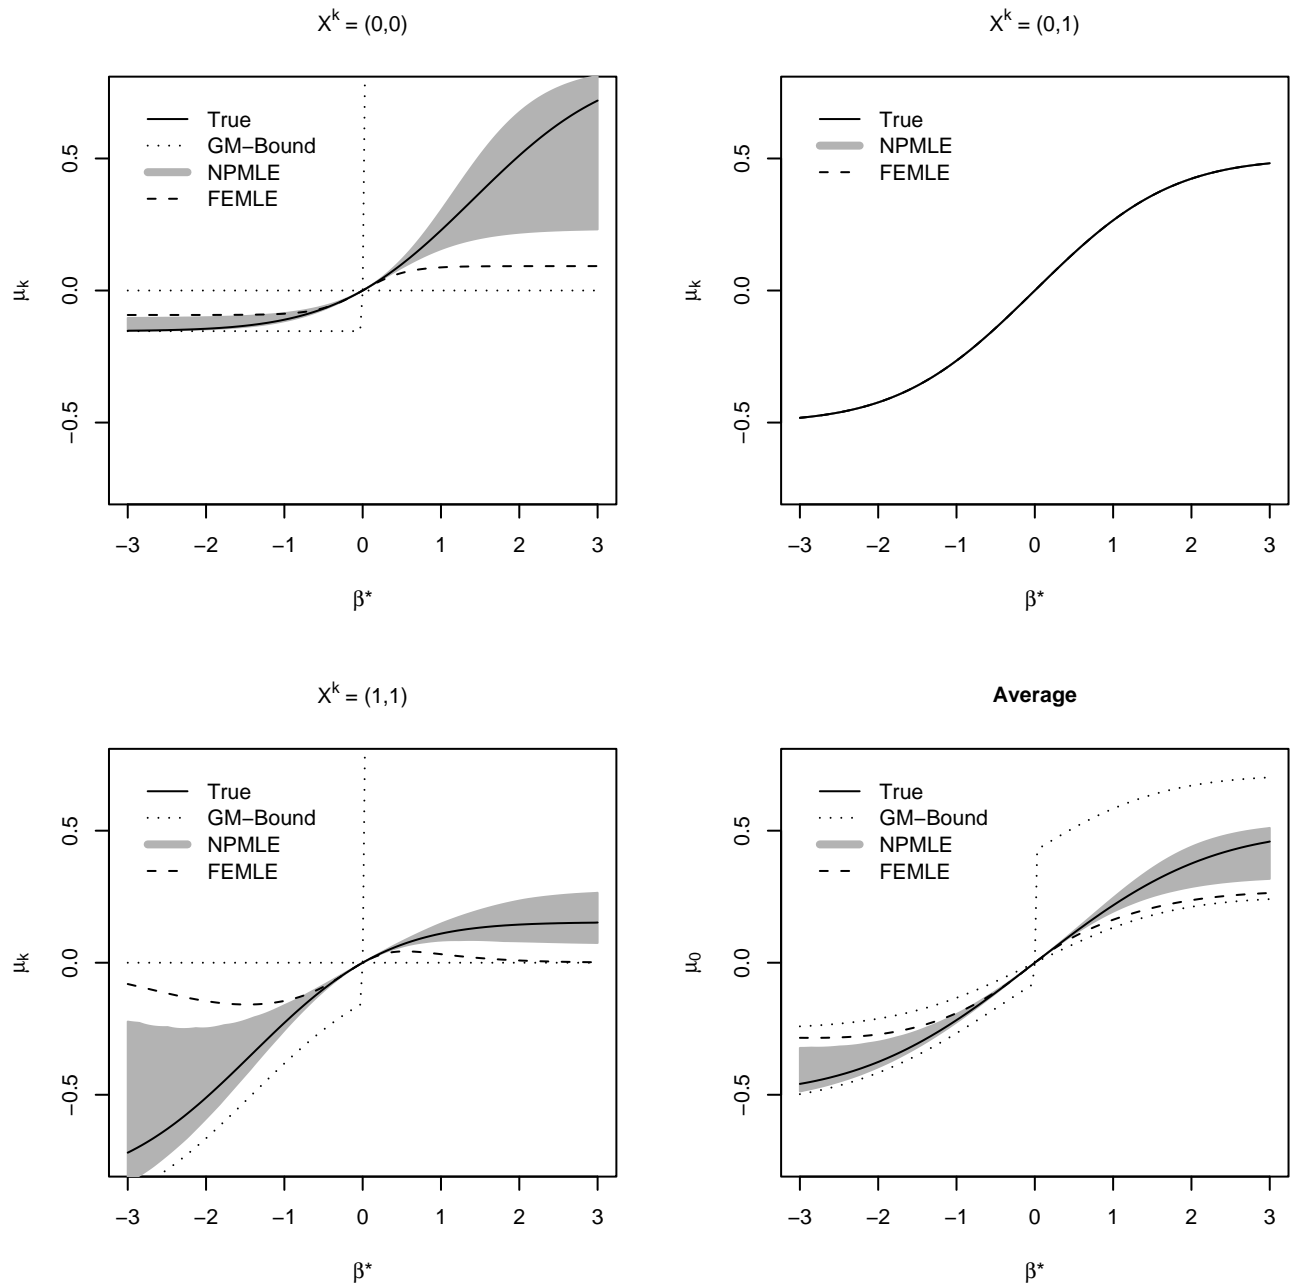 X^k = (0,0)
True
GM−Bound
NPMLE
FEMLE
0.5
0.0
−0.5
μ_k
−3 −2 −1 0 1 2 3
β*
X^k = (0,1)
True
NPMLE
FEMLE
0.5
0.0
−0.5
μ_k
−3 −2 −1 0 1 2 3
β*
X^k = (1,1)
True
GM−Bound
NPMLE
FEMLE
0.5
0.0
−0.5
μ_k
−3 −2 −1 0 1 2 3
β*
Average
True
GM−Bound
NPMLE
FEMLE
0.5
0.0
−0.5
μ_0
−3 −2 −1 0 1 2 3
β*